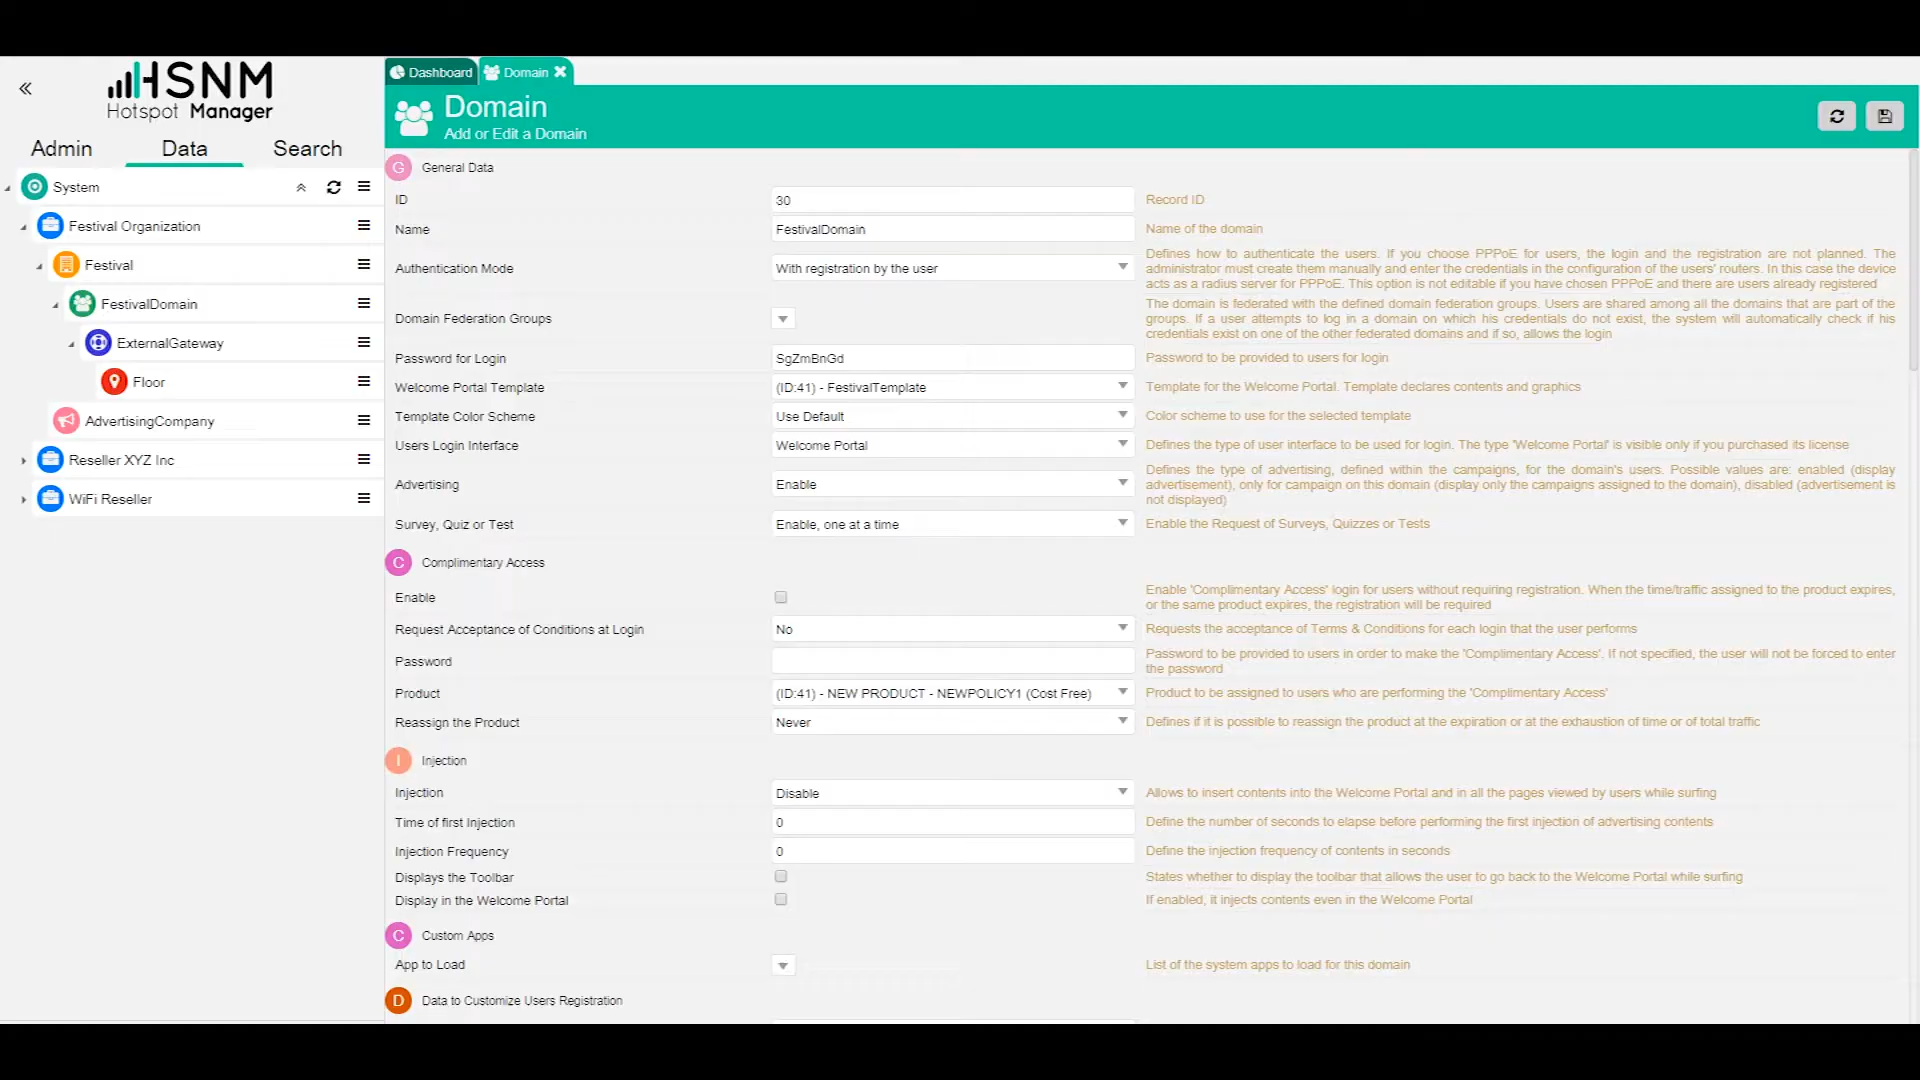 HSNM
Hotspot Manager
Admin Data Search
System
Festival Organization
Festival
FestivalDomain
ExternalGateway
Floor
AdvertisingCompany
Reseller XYZ Inc
WiFi Reseller
Dashboard Domain
Domain
Add or Edit a Domain
G General Data
ID 30 Record ID
Name FestivalDomain Name of the domain
Authentication Mode With registration by the user
Defines how to authenticate the users. If you choose PPPoE for users, the login and the registration are not planned. The
administrator must create them manually and enter the credentials in the configuration of the users' routers. In this case the device
acts as a radius server for PPPoE. This option is not editable if you have chosen PPPoE and there are users already registered
Domain Federation Groups
The domain is federated with the defined domain federation groups. Users are shared among all the domains that are part of the
groups. If a user attempts to log in a domain on which his credentials do not exist, the system will automatically check if his
credentials exist on one of the other federated domains and if so, allows the login
Password for Login SgZmBnGd Password to be provided to users for login
Welcome Portal Template (ID:41) - FestivalTemplate Template for the Welcome Portal. Template declares contents and graphics
Template Color Scheme Use Default Color scheme to use for the selected template
Users Login Interface Welcome Portal Defines the type of user interface to be used for login. The type 'Welcome Portal' is visible only if you purchased its license
Advertising Enable
Defines the type of advertising, defined within the campaigns, for the domain's users. Possible values are: enabled (display
advertisement), only for campaign on this domain (display only the campaigns assigned to the domain), disabled (advertisement is
not displayed)
Survey, Quiz or Test Enable, one at a time Enable the Request of Surveys, Quizzes or Tests
C Complimentary Access
Enable
Enable 'Complimentary Access' login for users without requiring registration. When the time/traffic assigned to the product expires,
or the same product expires, the registration will be required
Request Acceptance of Conditions at Login No Requests the acceptance of Terms & Conditions for each login that the user performs
Password
Password to be provided to users in order to make the 'Complimentary Access'. If not specified, the user will not be forced to enter
the password
Product (ID:41) - NEW PRODUCT - NEWPOLICY1 (Cost Free) Product to be assigned to users who are performing the 'Complimentary Access'
Reassign the Product Never Defines if it is possible to reassign the product at the expiration or at the exhaustion of time or of total traffic
I Injection
Injection Disable Allows to insert contents into the Welcome Portal and in all the pages viewed by users while surfing
Time of first Injection 0 Define the number of seconds to elapse before performing the first injection of advertising contents
Injection Frequency 0 Define the injection frequency of contents in seconds
Displays the Toolbar States whether to display the toolbar that allows the user to go back to the Welcome Portal while surfing
Display in the Welcome Portal If enabled, it injects contents even in the Welcome Portal
C Custom Apps
App to Load List of the system apps to load for this domain
D Data to Customize Users Registration